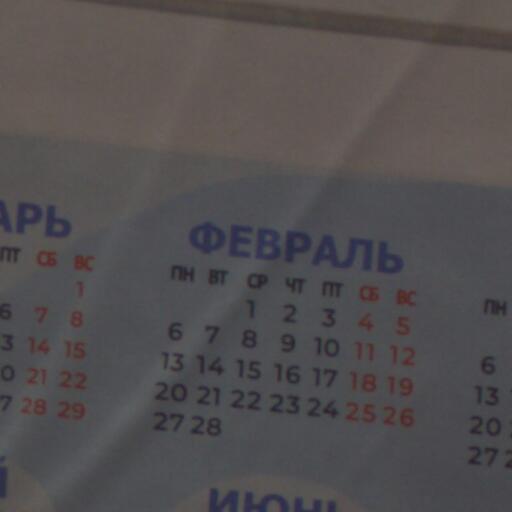 АРЬ
ПТ СБ ВС
1
6 7 8
3 14 15
0 21 22
7 28 29
Й
ФЕВРАЛЬ
ПН ВТ СР ЧТ ПТ СБ ВС
1 2 3 4 5
6 7 8 9 10 11 12
13 14 15 16 17 18 19
20 21 22 23 24 25 26
27 28
ИЮНЬ
ПН
6
13
20
27 2